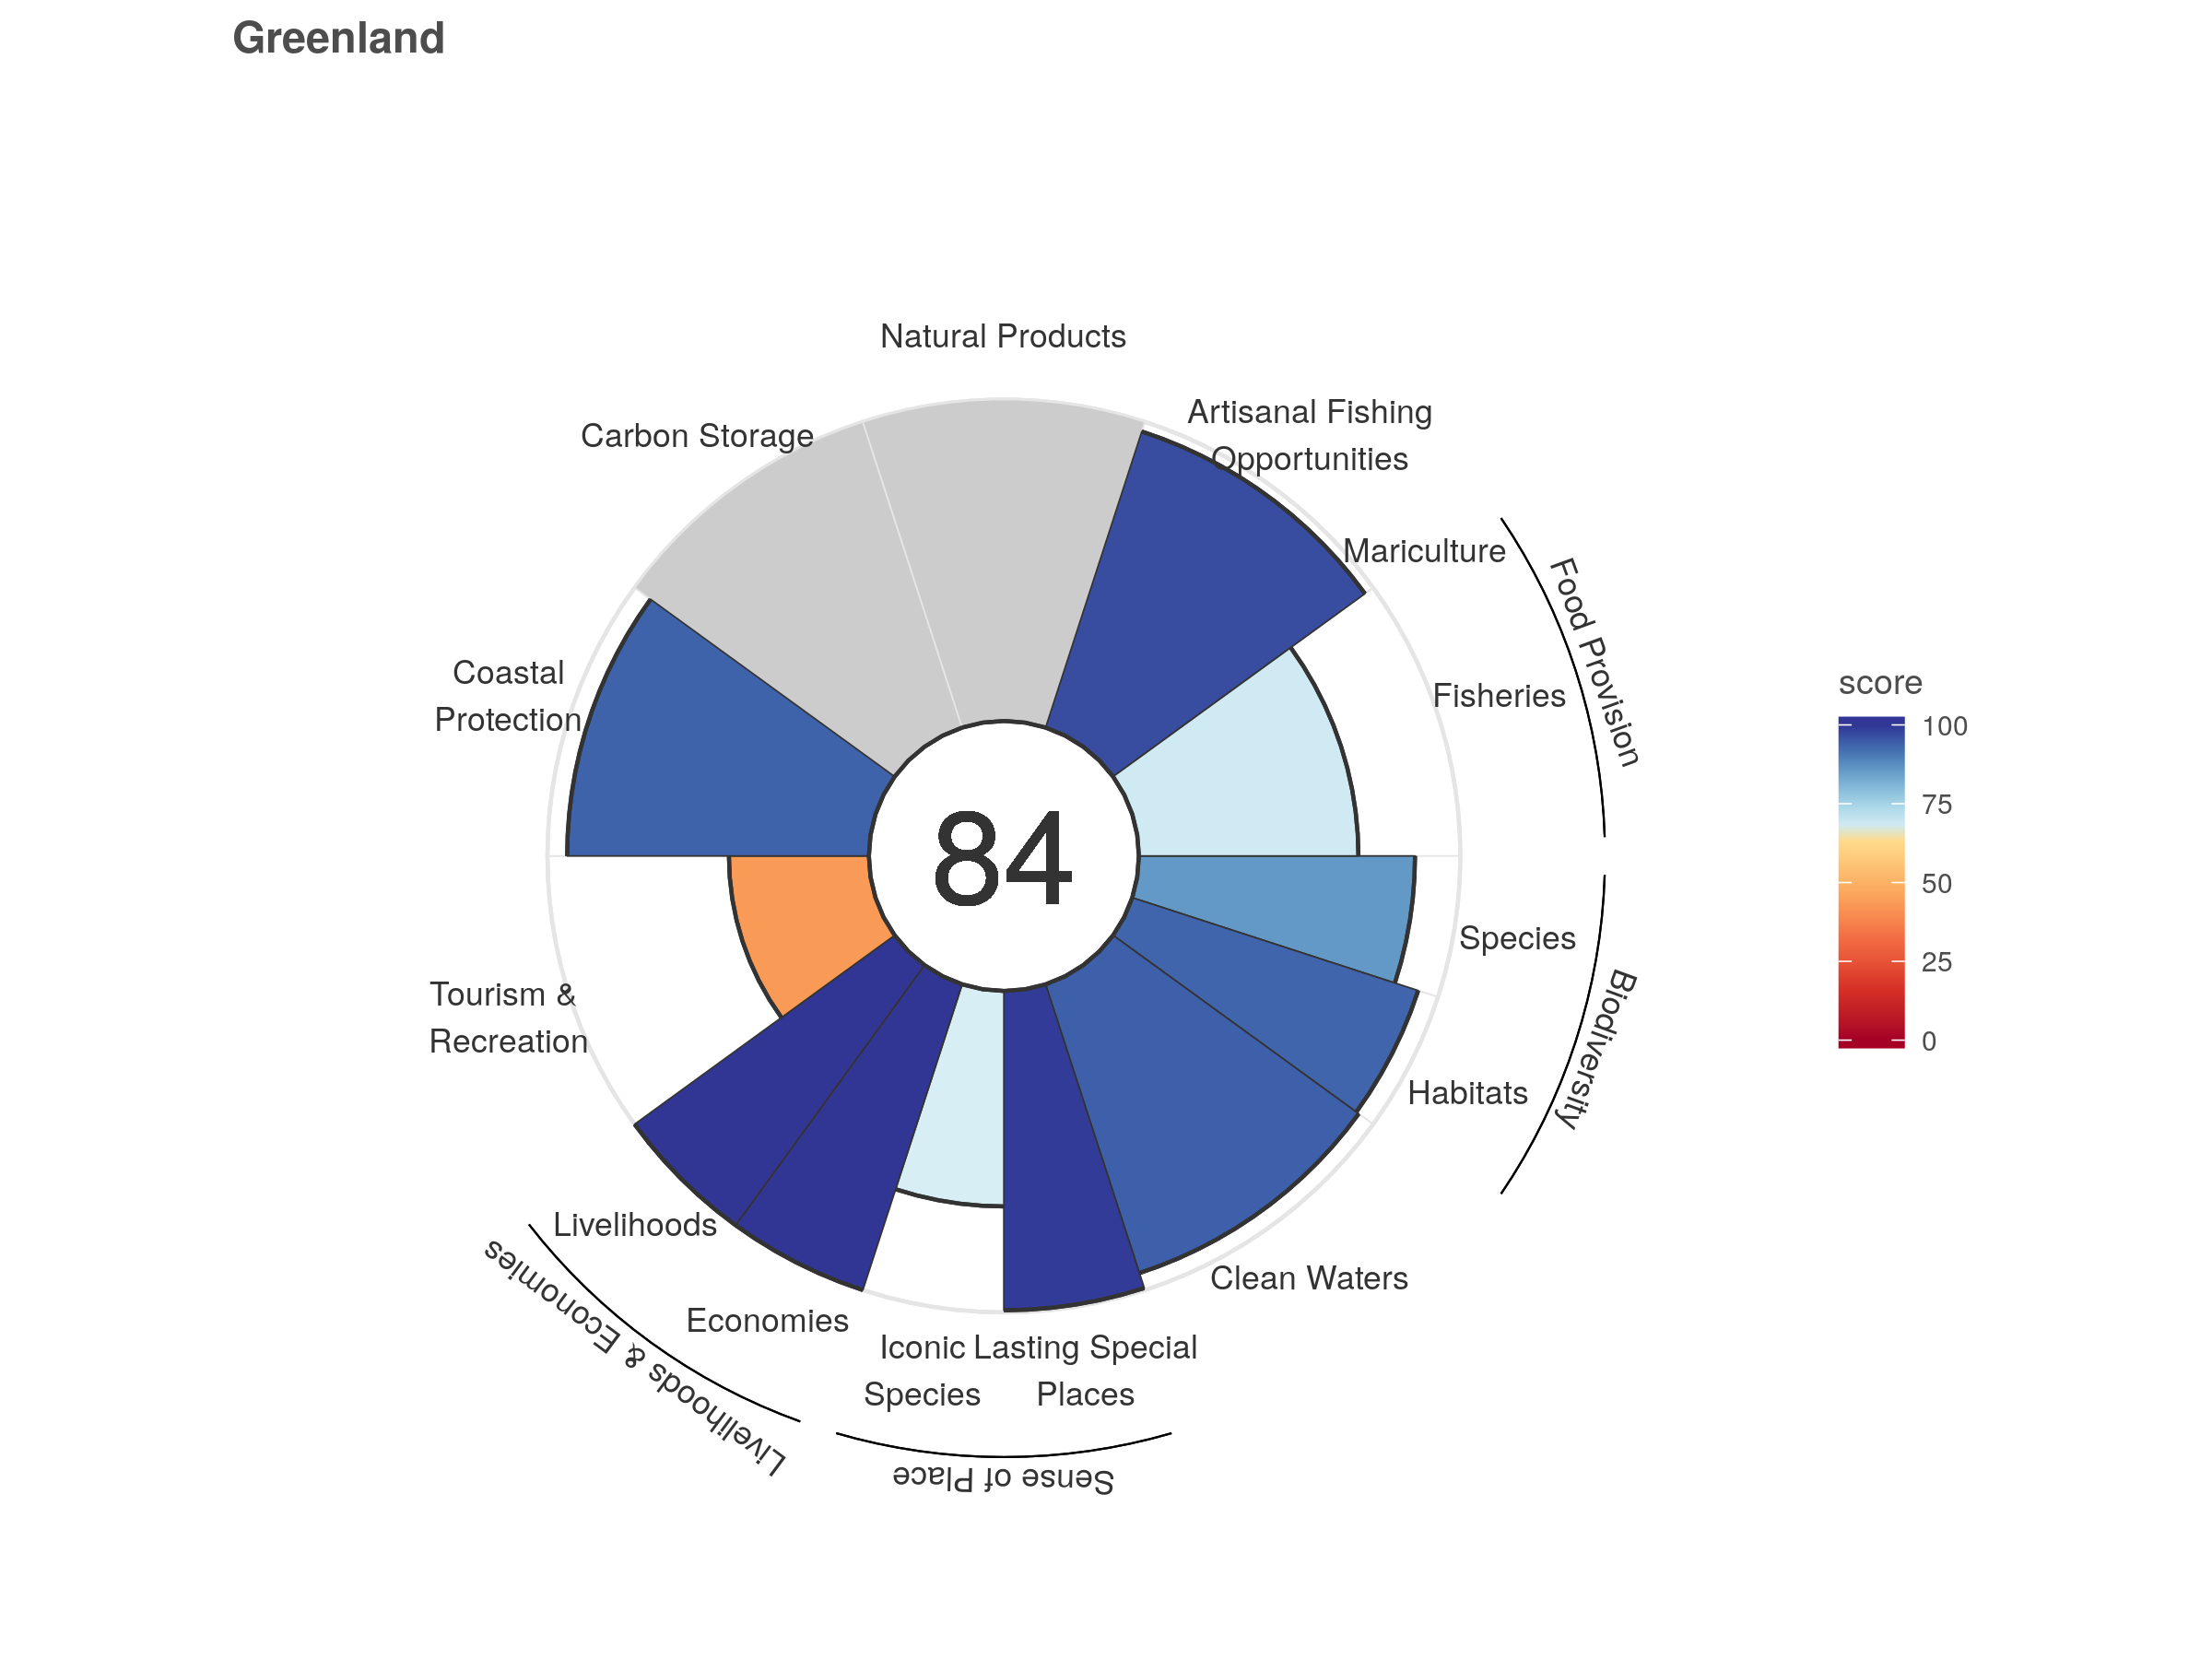 Greenland
Natural Products
Carbon Storage
Artisanal Fishing
Opportunities
Mariculture
Fisheries
Food Provision
Coastal
Protection
84
score
100
75
50
25
0
Species
Habitats
Biodiversity
Tourism &
Recreation
Livelihoods
Economies
Livelihoods & Economies
Clean Waters
Iconic
Species
Lasting Special
Places
Sense of Place